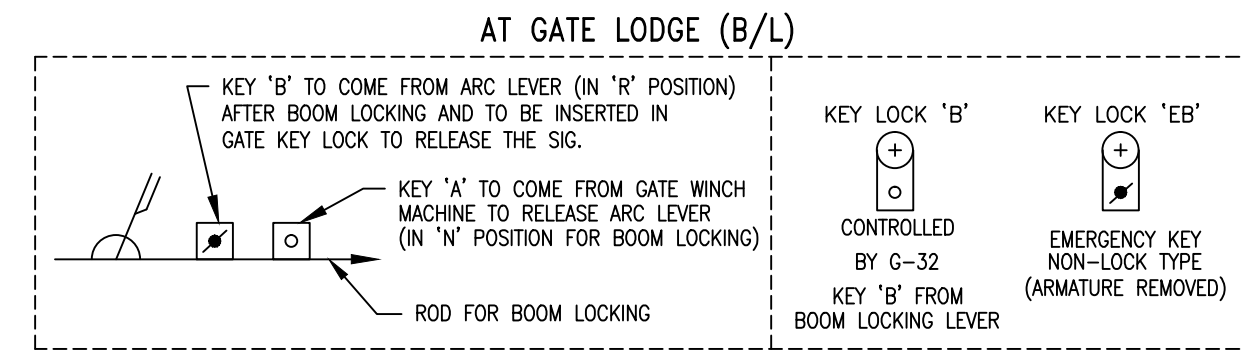 AT GATE LODGE (B/L)
KEY 'B' TO COME FROM ARC LEVER (IN 'R' POSITION)
AFTER BOOM LOCKING AND TO BE INSERTED IN
GATE KEY LOCK TO RELEASE THE SIG.
KEY 'A' TO COME FROM GATE WINCH
MACHINE TO RELEASE ARC LEVER
(IN 'N' POSITION FOR BOOM LOCKING)
ROD FOR BOOM LOCKING
KEY LOCK 'B'
CONTROLLED
BY G-32
KEY 'B' FROM
BOOM LOCKING LEVER
KEY LOCK 'EB'
EMERGENCY KEY
NON-LOCK TYPE
(ARMATURE REMOVED)